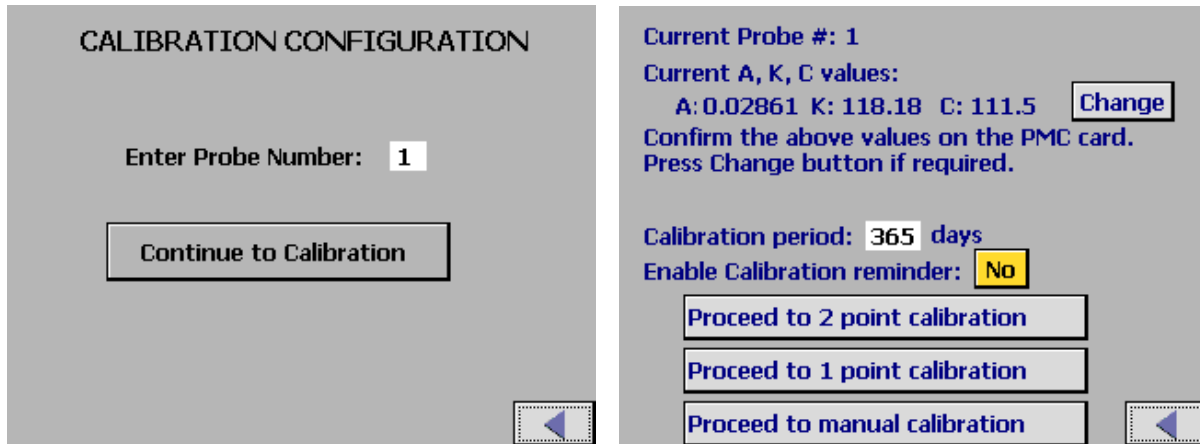 CALIBRATION CONFIGURATION
Enter Probe Number: 1
Continue to Calibration
Current Probe #: 1
Current A, K, C values:
A: 0.02861 K: 118.18 C: 111.5 Change
Confirm the above values on the PMC card.
Press Change button if required.
Calibration period: 365 days
Enable Calibration reminder: No
Proceed to 2 point calibration
Proceed to 1 point calibration
Proceed to manual calibration